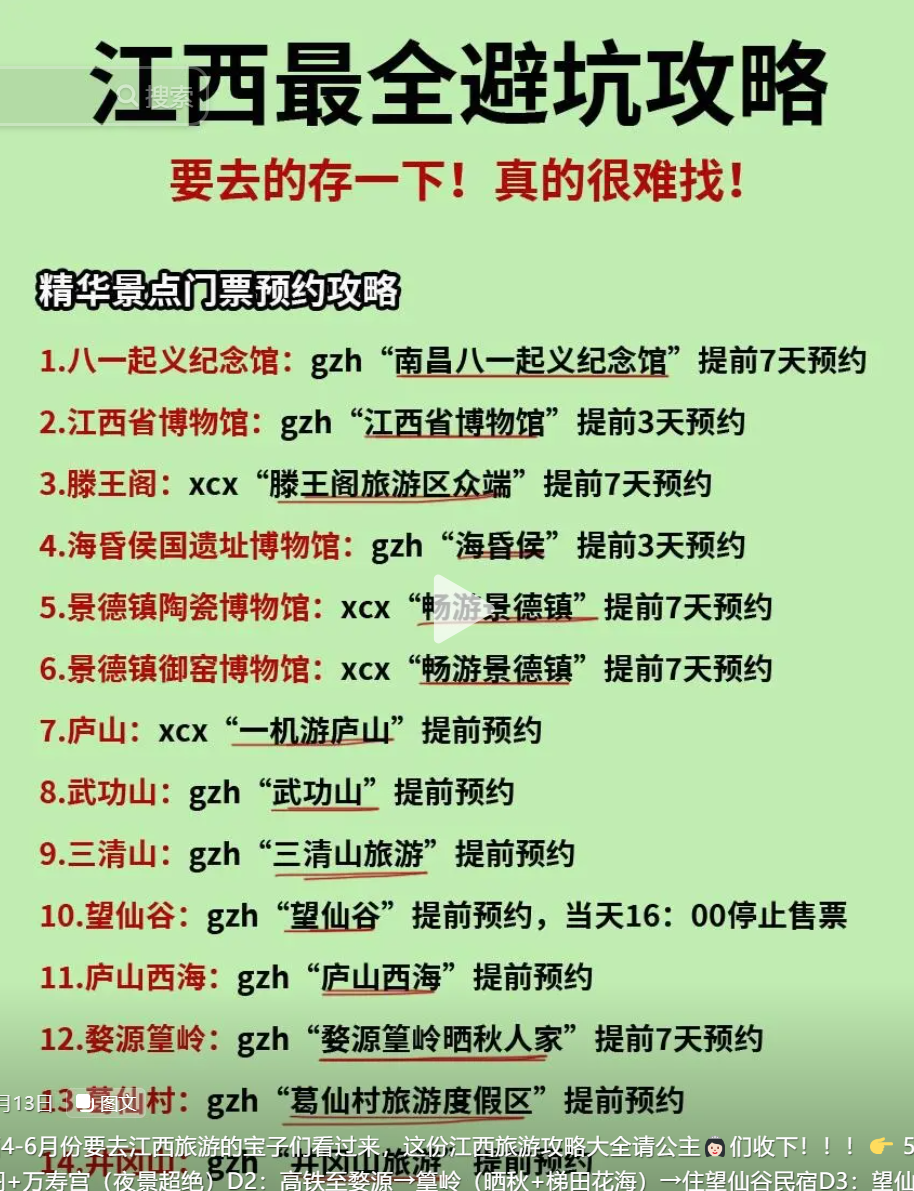 江西最全避坑攻略
搜索
要去的存一下！真的很难找！
精华景点门票预约攻略
1.八一起义纪念馆：gzh“南昌八一起义纪念馆”提前7天预约
2.江西省博物馆：gzh“江西省博物馆”提前3天预约
3.滕王阁：xcx“滕王阁旅游区众端”提前7天预约
4.海昏侯国遗址博物馆：gzh“海昏侯”提前3天预约
5.景德镇陶瓷博物馆：xcx“畅游景德镇”提前7天预约
6.景德镇御窑博物馆：xcx“畅游景德镇”提前7天预约
7.庐山：xcx“一机游庐山”提前预约
8.武功山：gzh“武功山”提前预约
9.三清山：gzh“三清山旅游”提前预约
10.望仙谷：gzh“望仙谷”提前预约，当天16：00停止售票
11.庐山西海：gzh“庐山西海”提前预约
12.婺源篁岭：gzh“婺源篁岭晒秋人家”提前7天预约
13.葛仙村：gzh“葛仙村旅游度假区”提前预约
月13日 图文
4-6月份要去江西旅游的宝子们看过来，这份江西旅游攻略大全请公主👸🏻们收下！！！👉 5
14.井冈山：gzh“井冈山旅游”提前预约
+万寿宫（夜景超绝）D2：高铁至婺源→篁岭（晒秋+梯田花海）→住望仙谷民宿D3：望仙